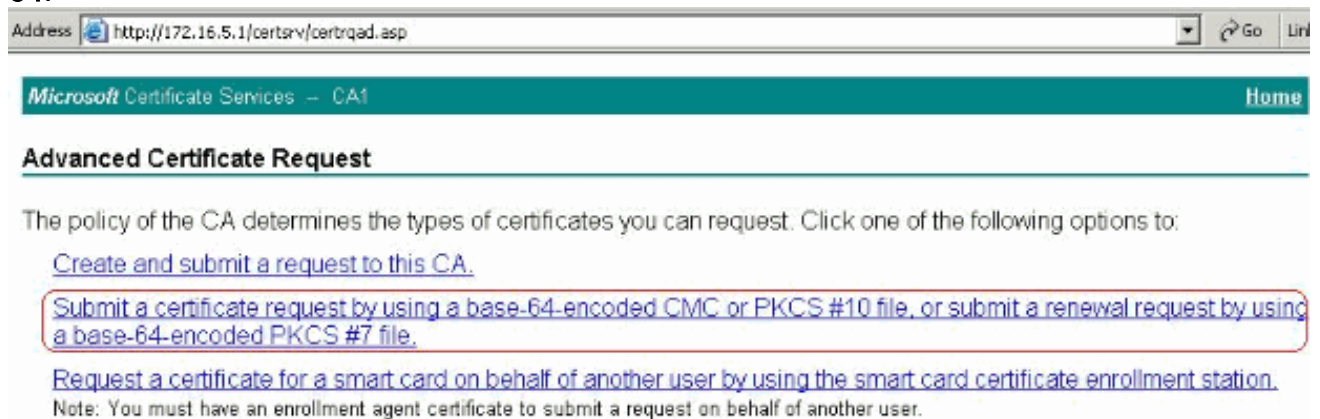 Address http://172.16.5.1/certsrv/certrqad.asp Go
Microsoft Certificate Services -- CA1 Home
Advanced Certificate Request
The policy of the CA determines the types of certificates you can request. Click one of the following options to:
Create and submit a request to this CA.
Submit a certificate request by using a base-64-encoded CMC or PKCS #10 file, or submit a renewal request by using
a base-64-encoded PKCS #7 file.
Request a certificate for a smart card on behalf of another user by using the smart card certificate enrollment station.
Note: You must have an enrollment agent certificate to submit a request on behalf of another user.